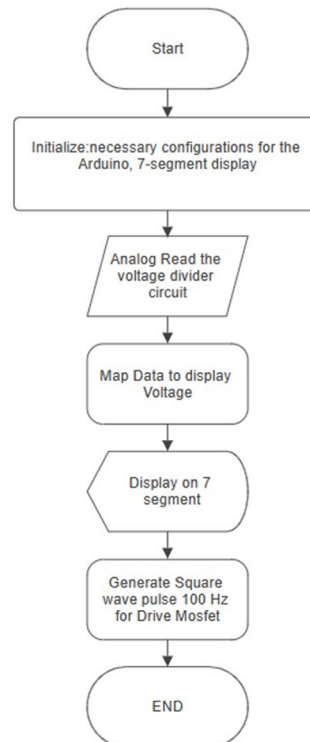 Start
Initialize:necessary configurations for the
Arduino, 7-segment display
Analog Read the
voltage divider
circuit
Map Data to display
Voltage
Display on 7
segment
Generate Square
wave pulse 100 Hz
for Drive Mosfet
END